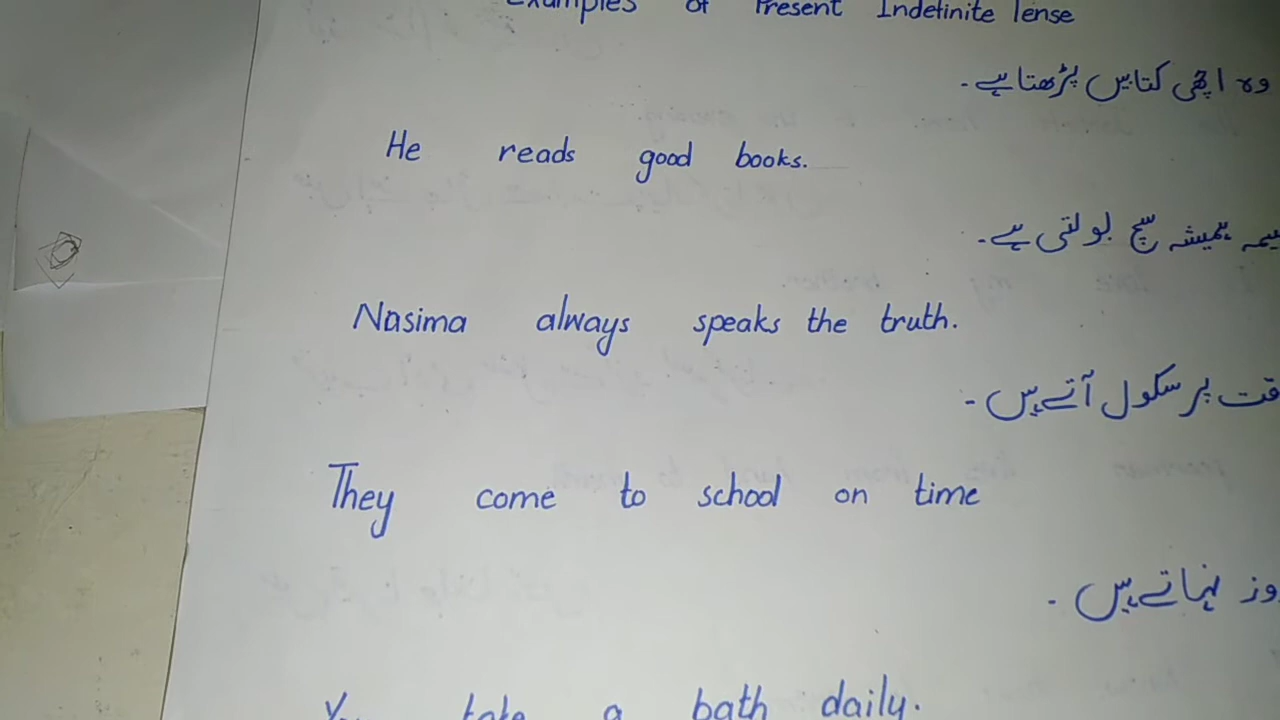 Examples of Present Indefinite Tense
وہ اچھی کتابیں پڑھتا ہے۔
He reads good books.
ہمیشہ سچ بولتی ہے۔
Nasima always speaks the truth.
پر سکول آتے ہیں۔
They come to school on time
نہاتے ہیں۔
take a bath daily.